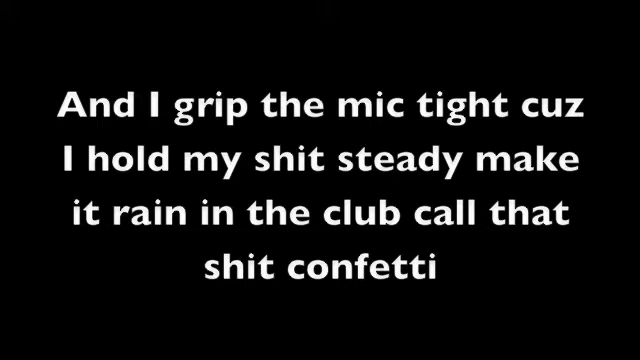 And I grip the mic tight cuz
I hold my shit steady make
it rain in the club call that
shit confetti